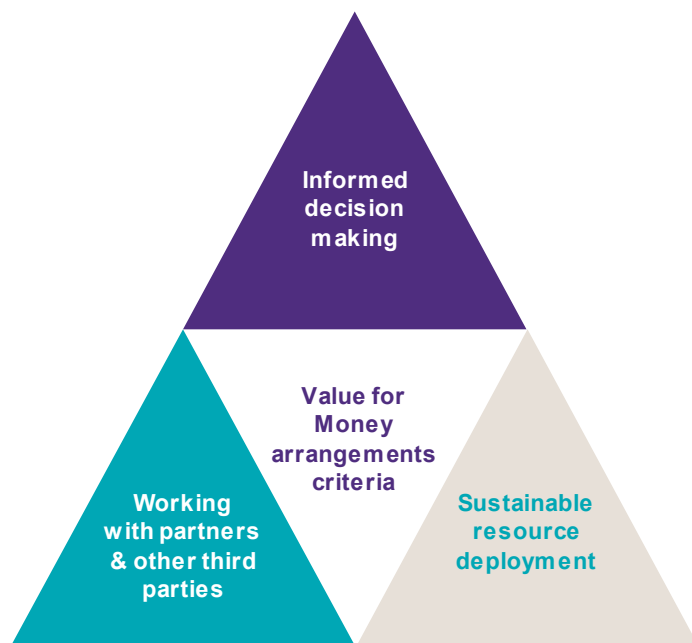 Informed
decision
making
Value for
Money
arrangements
criteria
Working
with partners
& other third
parties
Sustainable
resource
deployment